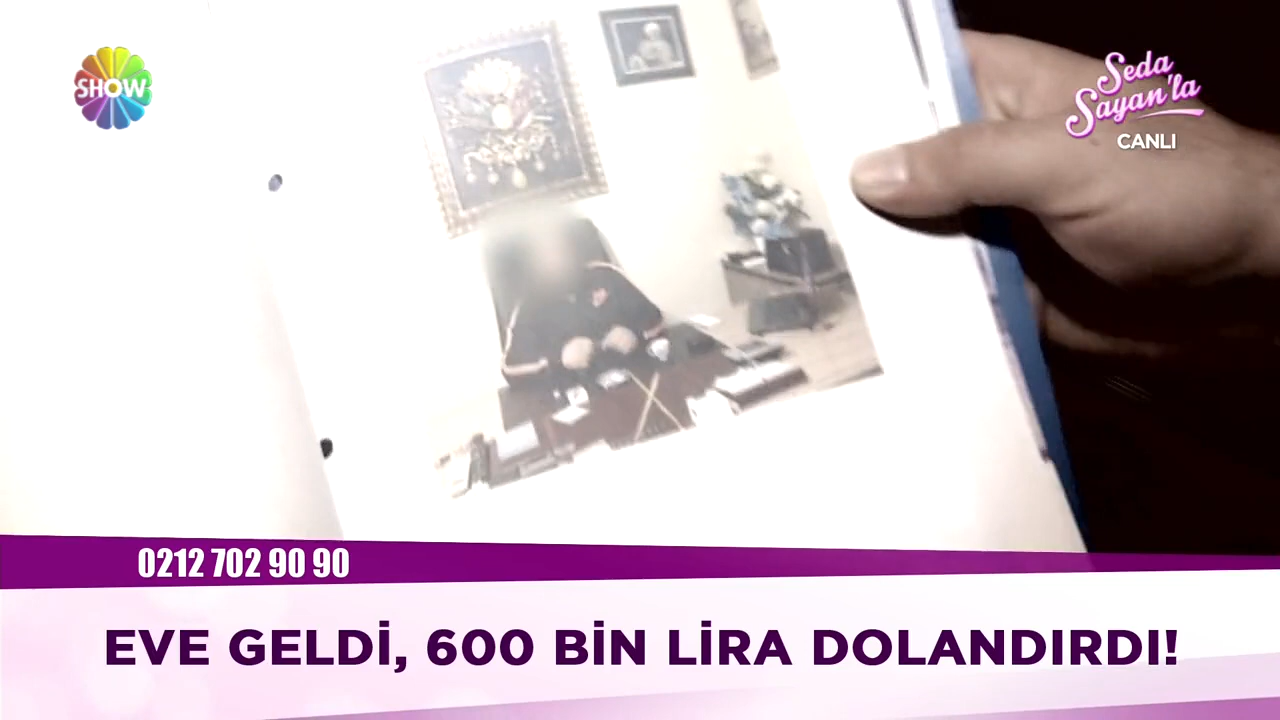 SHOW
Seda
Sayan'la
CANLI
0212 702 90 90
EVE GELDİ, 600 BİN LİRA DOLANDIRDI!